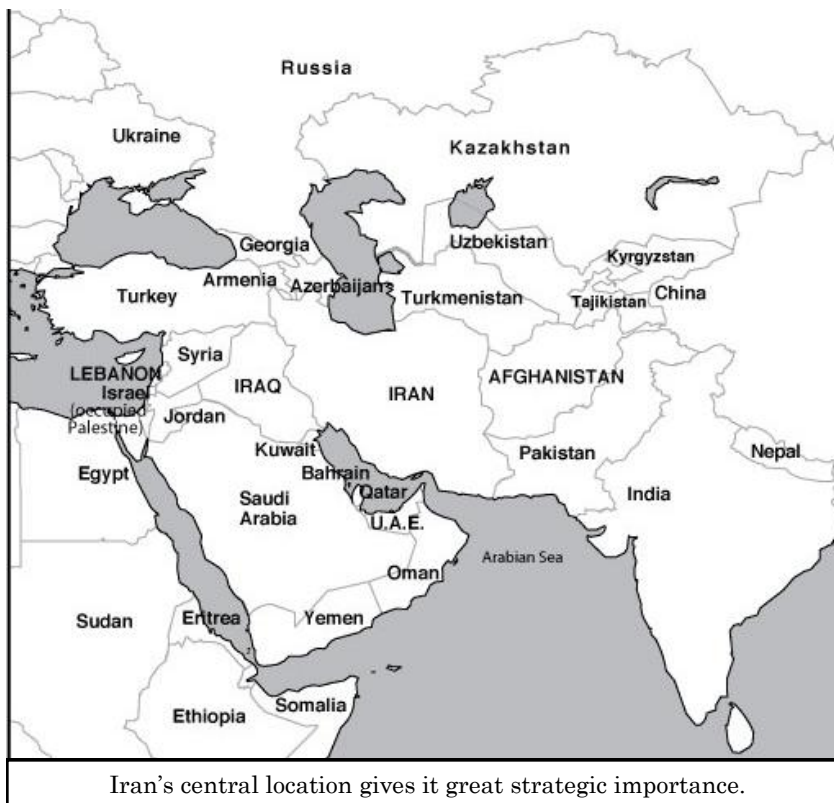 Russia
Ukraine
Kazakhstan
Georgia
Uzbekistan
Kyrgyzstan
Armenia
Azerbaijan
Turkey
Turkmenistan
Tajikistan
China
Syria
LEBANON
Israel
(occupied
Palestine)
IRAQ
IRAN
AFGHANISTAN
Jordan
Kuwait
Pakistan
Nepal
Egypt
Bahrain
Qatar
Saudi
Arabia
U.A.E.
India
Arabian Sea
Oman
Sudan
Eritrea
Yemen
Ethiopia
Somalia
Iran's central location gives it great strategic importance.